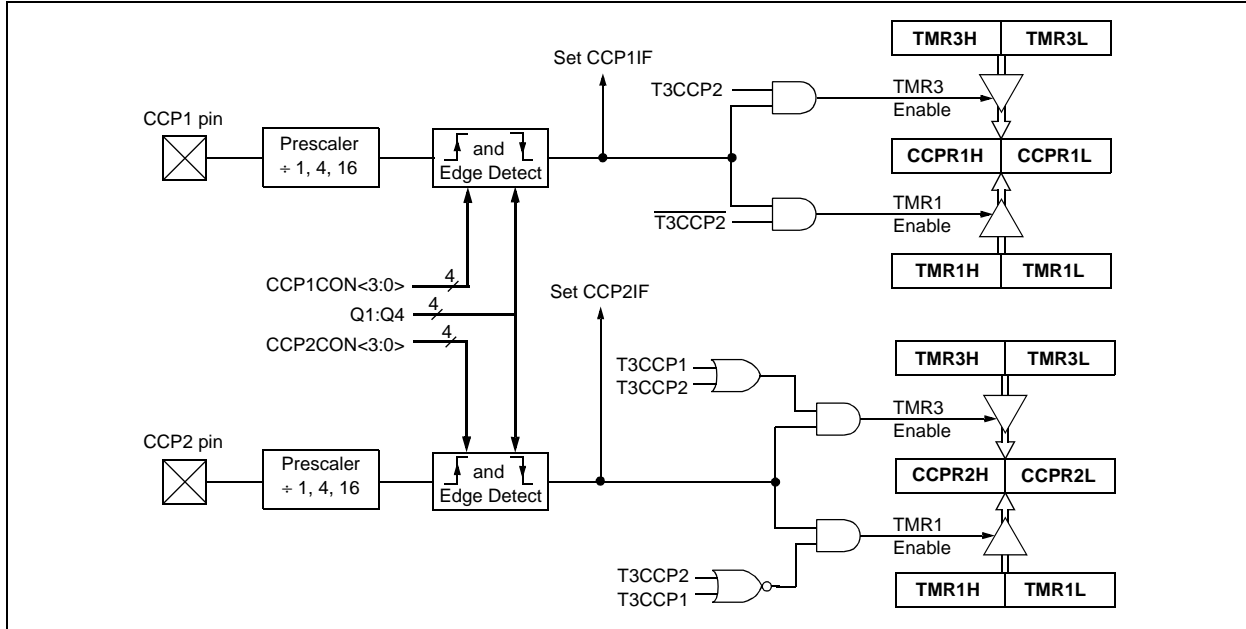 TMR3H TMR3L
Set CCP1IF
T3CCP2
TMR3
Enable
CCP1 pin
Prescaler
÷ 1, 4, 16
and
Edge Detect
CCPR1H CCPR1L
T3CCP2
TMR1
Enable
TMR1H TMR1L
CCP1CON<3:0> 4
Q1:Q4 4
CCP2CON<3:0> 4
Set CCP2IF
TMR3H TMR3L
T3CCP1
T3CCP2
TMR3
Enable
CCP2 pin
Prescaler
÷ 1, 4, 16
and
Edge Detect
CCPR2H CCPR2L
TMR1
Enable
T3CCP2
T3CCP1
TMR1H TMR1L